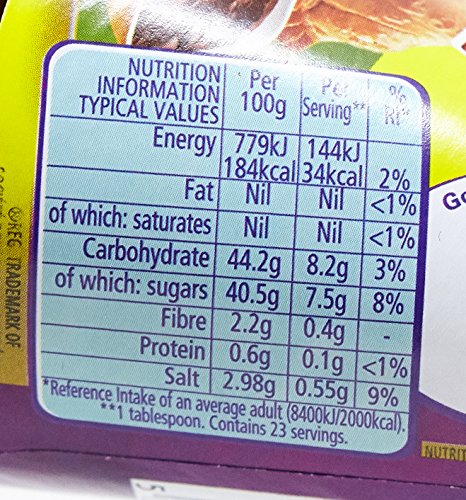 NUTRITION INFORMATION TYPICAL VALUES Per 100g Per Serving** % RI*
Energy 779kJ 144kJ
184kcal 34kcal 2%
Fat Nil Nil <1%
of which: saturates Nil Nil <1%
Carbohydrate 44.2g 8.2g 3%
of which: sugars 40.5g 7.5g 8%
Fibre 2.2g 0.4g -
Protein 0.6g 0.1g <1%
Salt 2.98g 0.55g 9%
*Reference Intake of an average adult (8400kJ/2000kcal).
**1 tablespoon. Contains 23 servings.
REG. TRADEMARK OF
NUTRIT